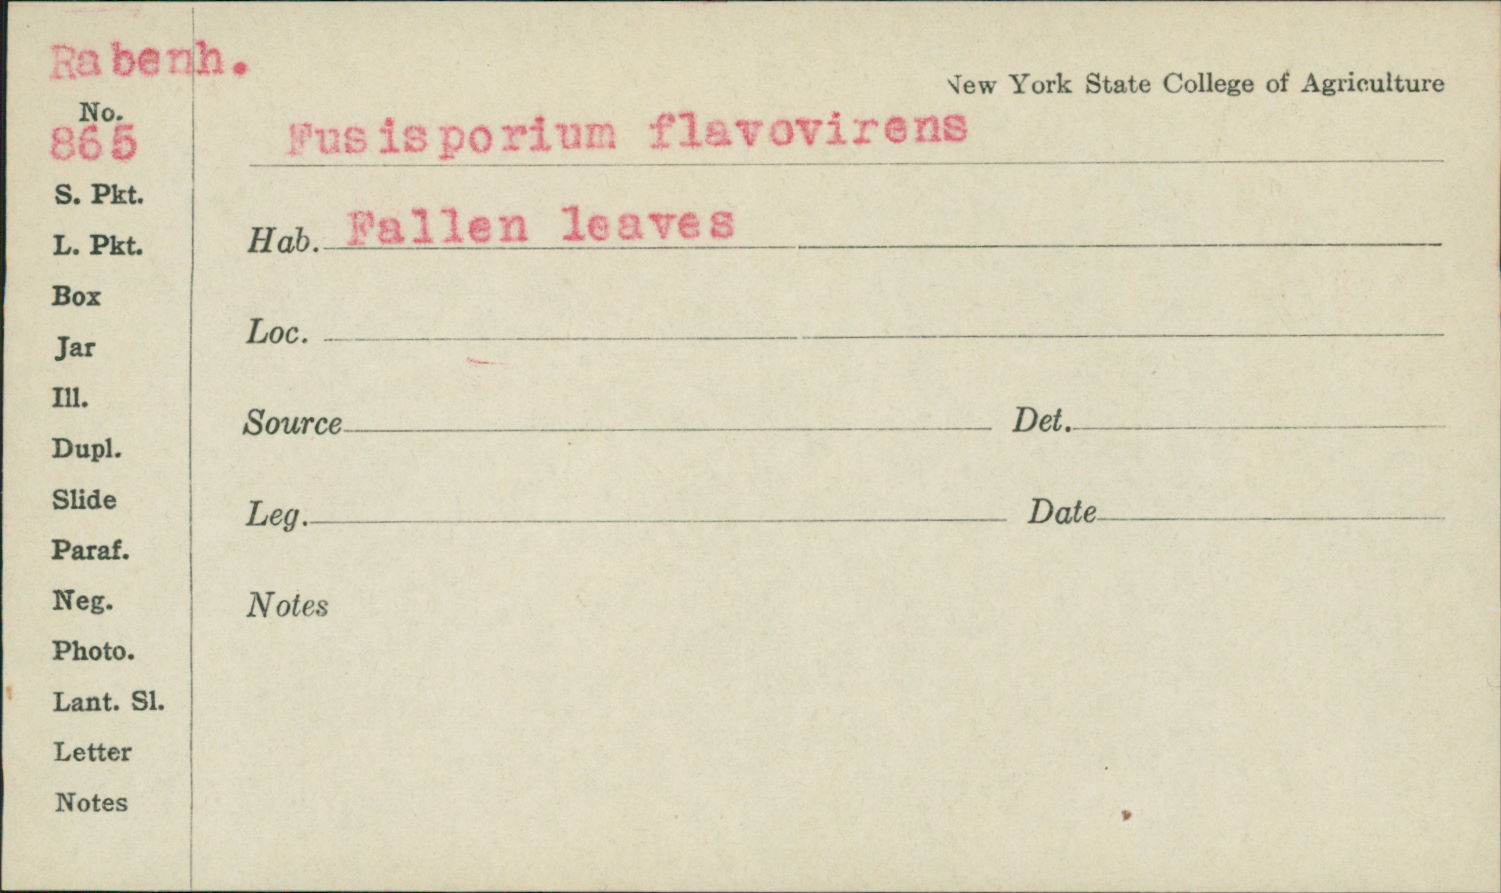 Rabenh.
New York State College of Agriculture
No.
865
Fusisporium flavovirens
S. Pkt.
Hab. Fallen leaves
L. Pkt.
Box
Loc.
Jar
Ill.
Source Det.
Dupl.
Slide
Leg. Date
Paraf.
Neg.
Notes
Photo.
Lant. Sl.
Letter
Notes